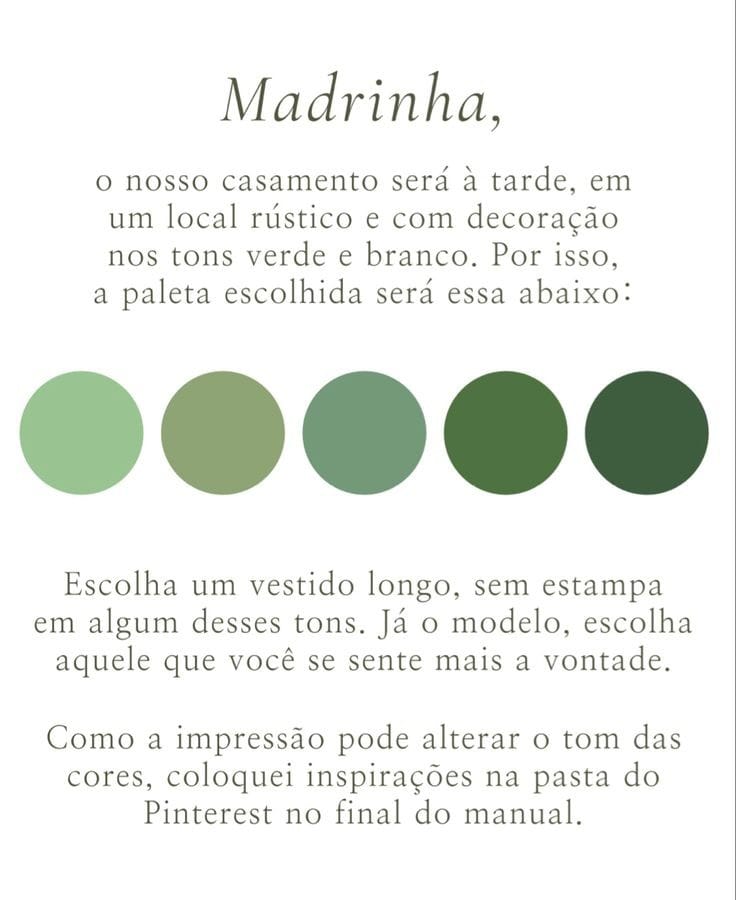 Madrinha,
o nosso casamento será à tarde, em
um local rústico e com decoração
nos tons verde e branco. Por isso,
a paleta escolhida será essa abaixo:
Escolha um vestido longo, sem estampa
em algum desses tons. Já o modelo, escolha
aquele que você se sente mais a vontade.
Como a impressão pode alterar o tom das
cores, coloquei inspirações na pasta do
Pinterest no final do manual.